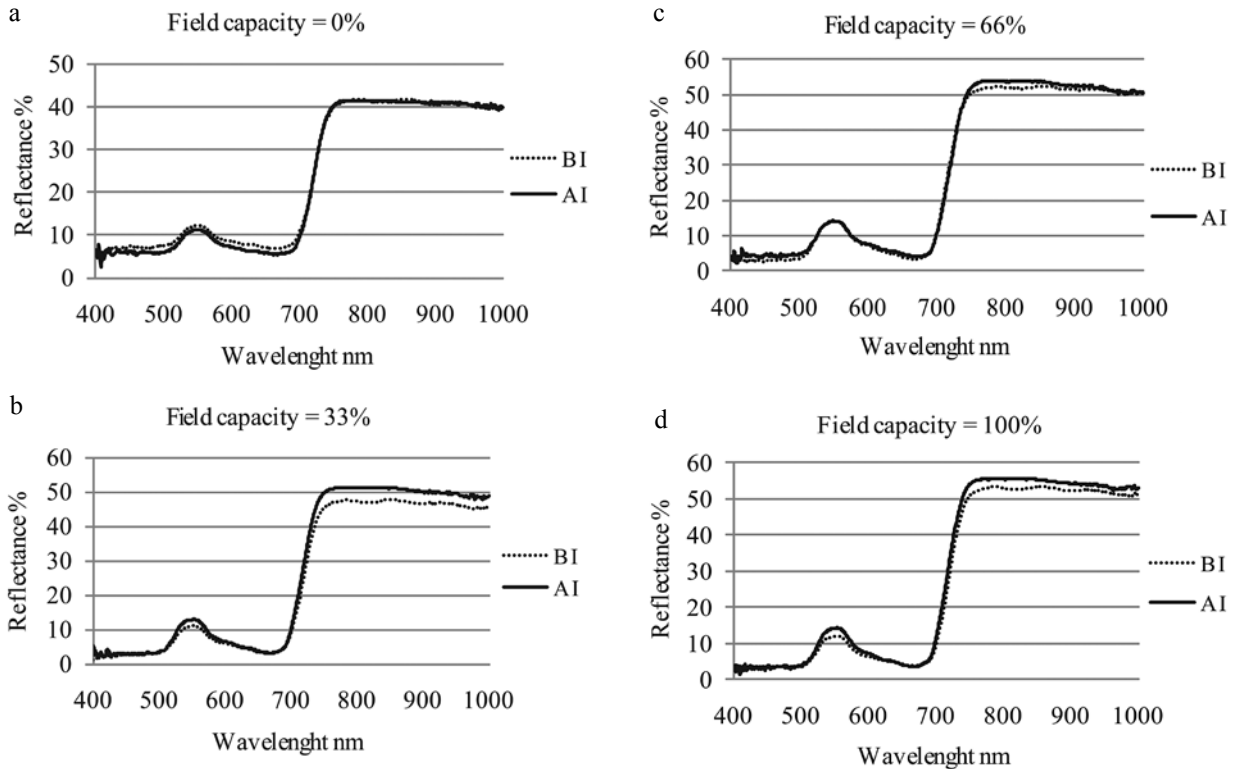 a
Field capacity = 0%
50
40
30
20
10
0
Reflectance %
400 500 600 700 800 900 1000
Wavelenght nm
BI
AI
b
Field capacity = 33%
60
50
40
30
20
10
0
Reflectance %
400 500 600 700 800 900 1000
Wavelenght nm
BI
AI
c
Field capacity = 66%
60
50
40
30
20
10
0
Reflectance %
400 500 600 700 800 900 1000
Wavelenght nm
BI
AI
d
Field capacity = 100%
60
50
40
30
20
10
0
Reflectance %
400 500 600 700 800 900 1000
Wavelenght nm
BI
AI